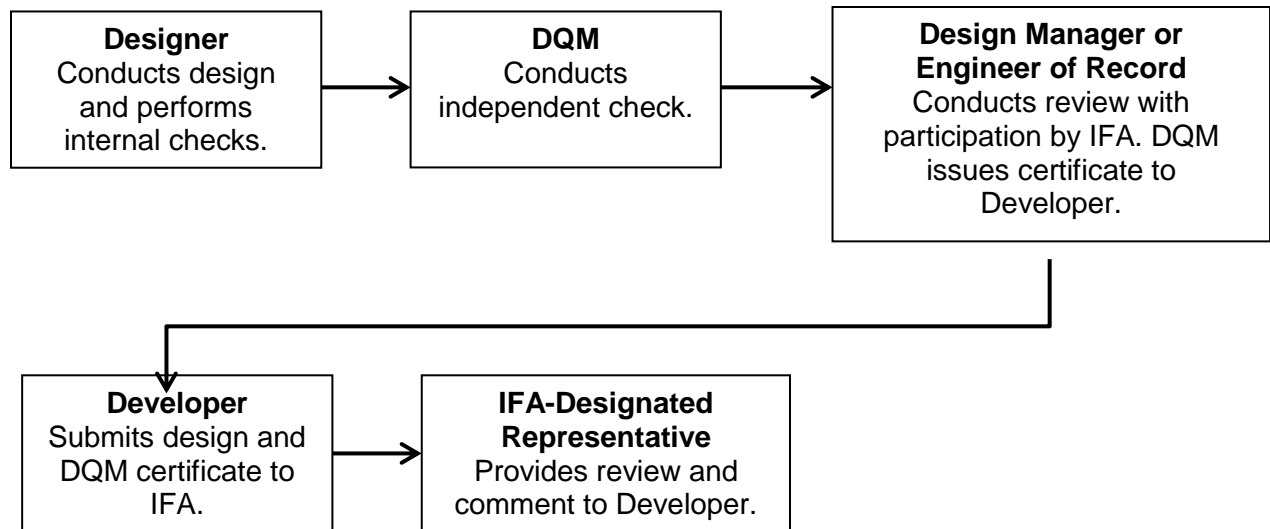 Designer
Conducts design
and performs
internal checks.
DQM
Conducts
independent check.
Design Manager or
Engineer of Record
Conducts review with
participation by IFA. DQM
issues certificate to
Developer.
Developer
Submits design and
DQM certificate to
IFA.
IFA-Designated
Representative
Provides review and
comment to Developer.